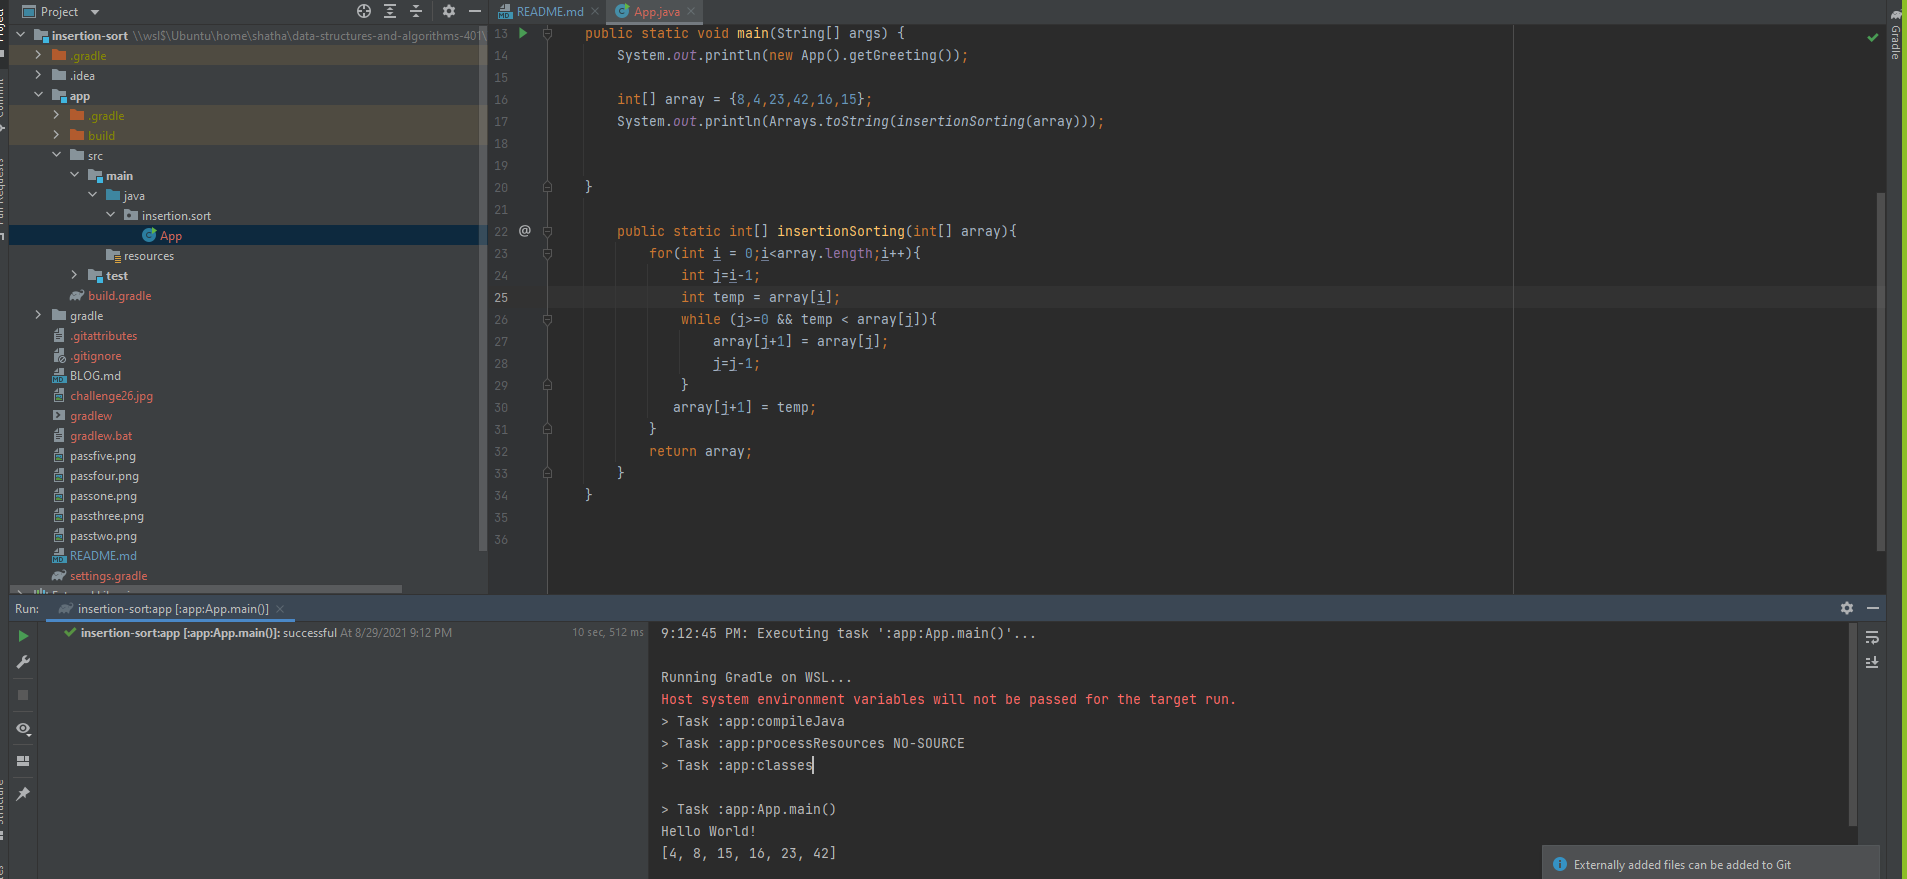 Project
README.md
App.java
Gradle
insertion-sort \\wsl$\Ubuntu\home\shatha\data-structures-and-algorithms-401\
.gradle
.idea
app
.gradle
build
src
main
java
insertion.sort
App
resources
test
build.gradle
gradle
.gitattributes
.gitignore
BLOG.md
challenge26.jpg
gradlew
gradlew.bat
passfive.png
passfour.png
passone.png
passthree.png
passtwo.png
README.md
settings.gradle
13 public static void main(String[] args) {
14 System.out.println(new App().getGreeting());
15
16 int[] array = {8,4,23,42,16,15};
17 System.out.println(Arrays.toString(insertionSorting(array)));
18
19
20 }
21
22 @ public static int[] insertionSorting(int[] array){
23 for(int i = 0;i<array.length;i++){
24 int j=i-1;
25 int temp = array[i];
26 while (j>=0 && temp < array[j]){
27 array[j+1] = array[j];
28 j=j-1;
29 }
30 array[j+1] = temp;
31 }
32 return array;
33 }
34 }
35
36
Run: insertion-sort:app [:app:App.main()]
insertion-sort:app [:app:App.main()]: successful At 8/29/2021 9:12 PM 10 sec, 512 ms
9:12:45 PM: Executing task ':app:App.main()'...
Running Gradle on WSL...
Host system environment variables will not be passed for the target run.
> Task :app:compileJava
> Task :app:processResources NO-SOURCE
> Task :app:classes
> Task :app:App.main()
Hello World!
[4, 8, 15, 16, 23, 42]
Externally added files can be added to Git